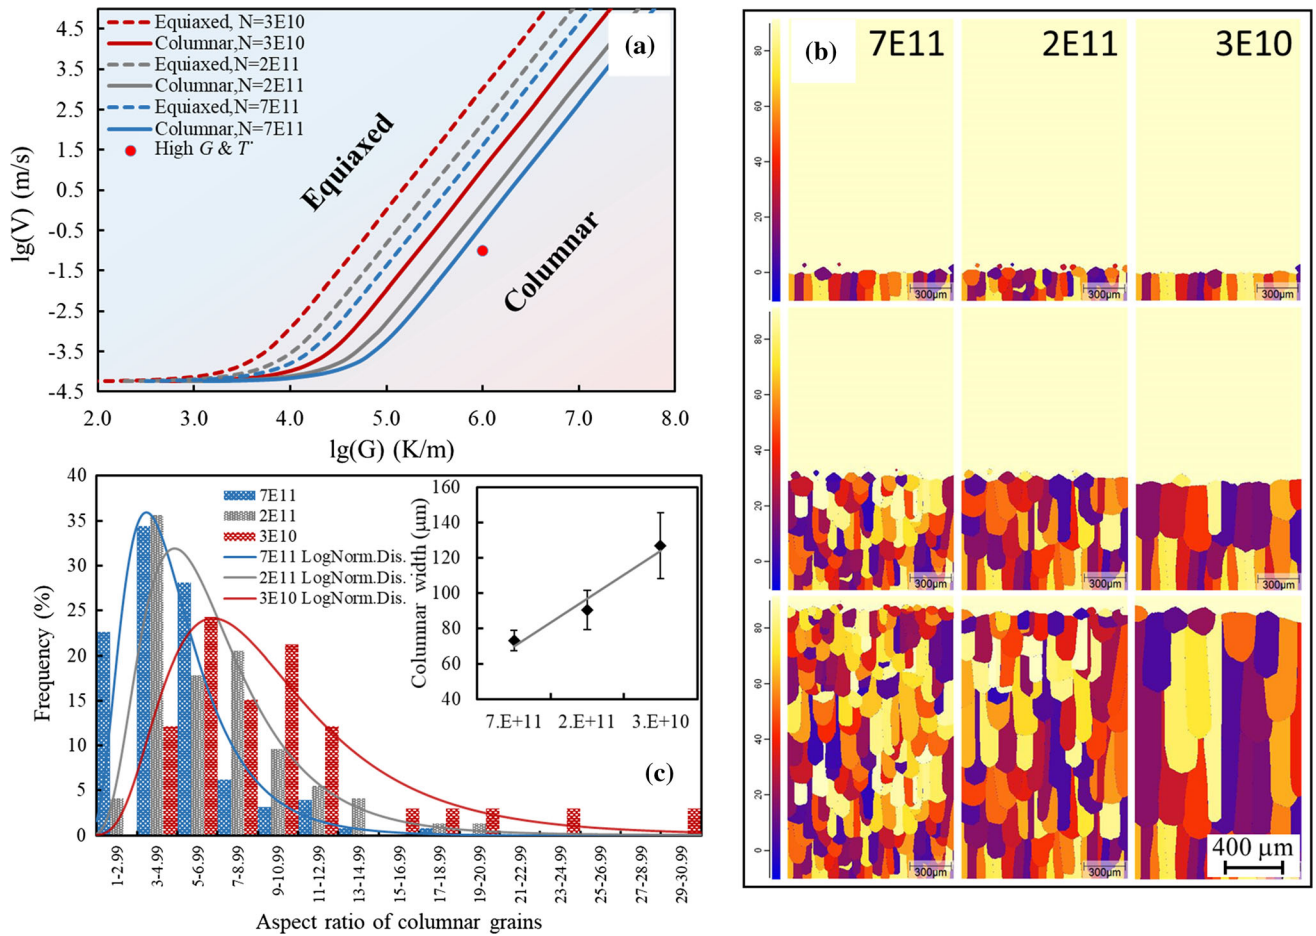 4.5
3.5
2.5
1.5
0.5
-0.5
-1.5
-2.5
-3.5
-4.5
lg(V) (m/s)
Equiaxed, N=3E10
Columnar,N=3E10
Equiaxed,N=2E11
Columnar,N=2E11
Equiaxed,N=7E11
Columnar,N=7E11
High G & T˙
(a)
Equiaxed
Columnar
2.0 3.0 4.0 5.0 6.0 7.0 8.0
lg(G) (K/m)
(b)
7E11 2E11 3E10
80
60
40
20
0
300µm 300µm 300µm
80
60
40
20
0
300µm 300µm 300µm
80
60
40
20
0
300µm 300µm
400 µm
40
35
30
25
20
15
10
5
0
Frequency (%)
7E11
2E11
3E10
7E11 LogNorm.Dis.
2E11 LogNorm.Dis.
3E10 LogNorm.Dis.
160
140
120
100
80
60
40
Columnar width (µm)
7.E+11 2.E+11 3.E+10
(c)
1-2.99 3-4.99 5-6.99 7-8.99 9-10.99 11-12.99 13-14.99 15-16.99 17-18.99 19-20.99 21-22.99 23-24.99 25-26.99 27-28.99 29-30.99
Aspect ratio of columnar grains